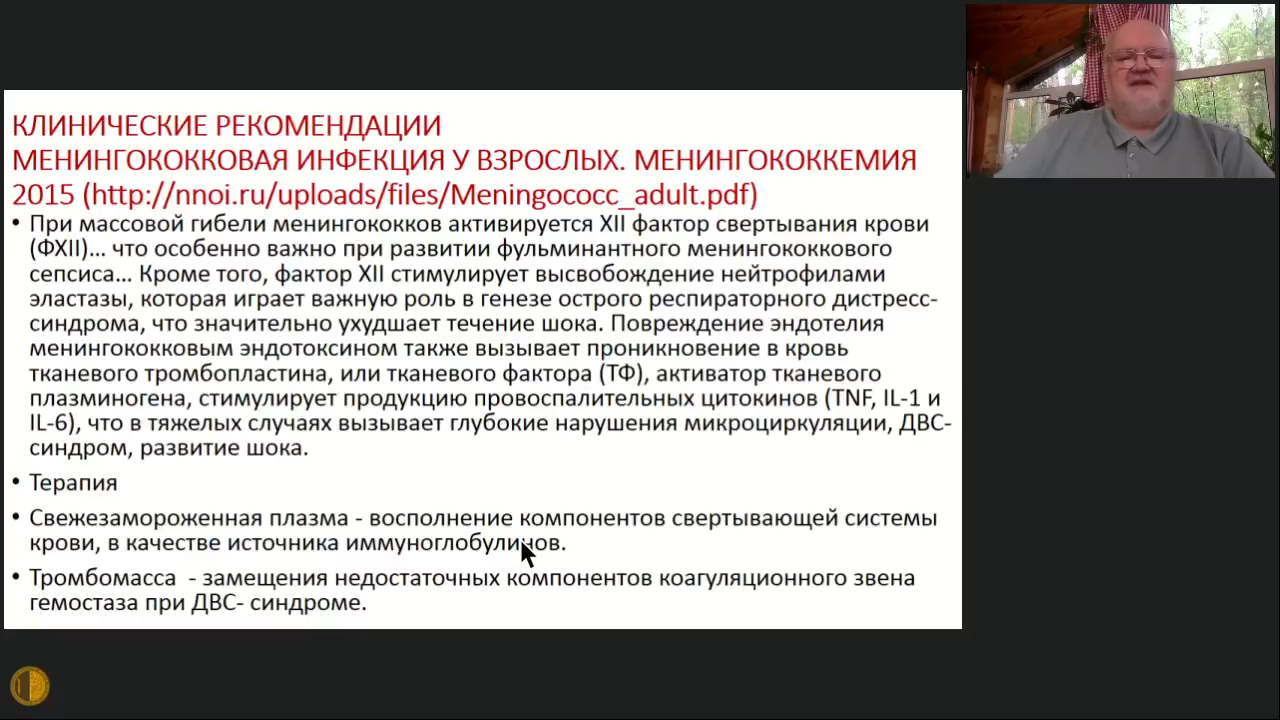 КЛИНИЧЕСКИЕ РЕКОМЕНДАЦИИ
МЕНИНГОКОККОВАЯ ИНФЕКЦИЯ У ВЗРОСЛЫХ. МЕНИНГОКОККЕМИЯ
2015 (http://nnoi.ru/uploads/files/Meningococc_adult.pdf)
• При массовой гибели менингококков активируется XII фактор свертывания крови
(ФXII)... что особенно важно при развитии фульминантного менингококкового
сепсиса... Кроме того, фактор XII стимулирует высвобождение нейтрофилами
эластазы, которая играет важную роль в генезе острого респираторного дистресс-
синдрома, что значительно ухудшает течение шока. Повреждение эндотелия
менингококковым эндотоксином также вызывает проникновение в кровь
тканевого тромбопластина, или тканевого фактора (ТФ), активатор тканевого
плазминогена, стимулирует продукцию провоспалительных цитокинов (TNF, IL-1 и
IL-6), что в тяжелых случаях вызывает глубокие нарушения микроциркуляции, ДВС-
синдром, развитие шока.
• Терапия
• Свежезамороженная плазма - восполнение компонентов свертывающей системы
крови, в качестве источника иммуноглобулинов.
• Тромбомасса - замещения недостаточных компонентов коагуляционного звена
гемостаза при ДВС- синдроме.